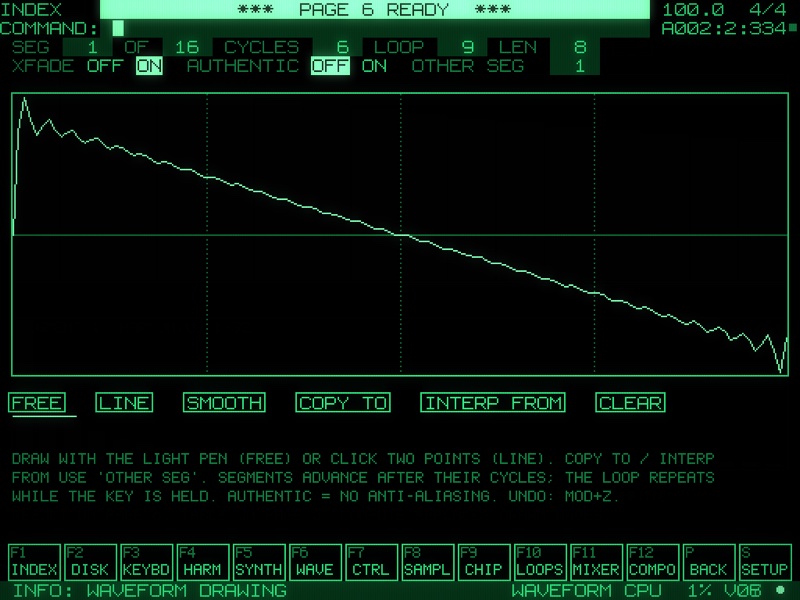 INDEX *** PAGE 6 READY *** 100.0 4/4
COMMAND: A002:2:334
SEG 1 OF 16 CYCLES 6 LOOP 9 LEN 8
XFADE OFF ON AUTHENTIC OFF ON OTHER SEG 1
FREE LINE SMOOTH COPY TO INTERP FROM CLEAR
DRAW WITH THE LIGHT PEN (FREE) OR CLICK TWO POINTS (LINE). COPY TO / INTERP
FROM USE 'OTHER SEG'. SEGMENTS ADVANCE AFTER THEIR CYCLES; THE LOOP REPEATS
WHILE THE KEY IS HELD. AUTHENTIC = NO ANTI-ALIASING. UNDO: MOD+Z.
F1 F2 F3 F4 F5 F6 F7 F8 F9 F10 F11 F12 P S
INDEX DISK KEYBD HARM SYNTH WAVE CTRL SAMPL CHIP LOOPS MIXER COMPO BACK SETUP
INFO: WAVEFORM DRAWING WAVEFORM CPU 1% V06